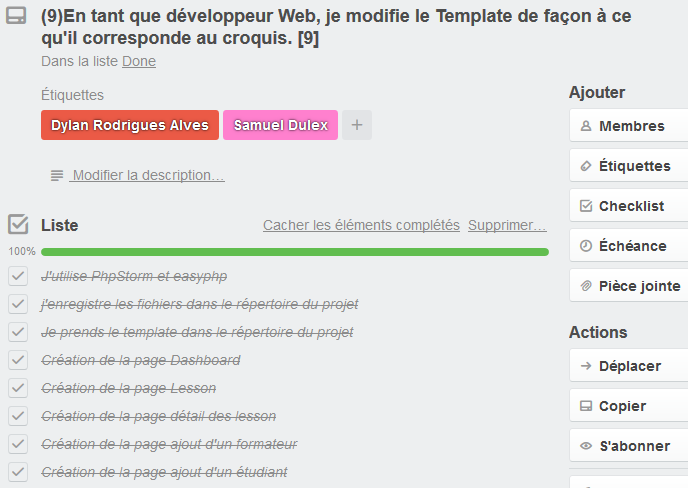 (9)En tant que développeur Web, je modifie le Template de façon à ce
qu'il corresponde au croquis. [9]
Dans la liste Done
Étiquettes
Dylan Rodrigues Alves Samuel Dulex +
Modifier la description…
Liste Cacher les éléments complétés Supprimer…
100%
J'utilise PhpStorm et easyphp
j'enregistre les fichiers dans le répertoire du projet
Je prends le template dans le répertoire du projet
Création de la page Dashboard
Création de la page Lesson
Création de la page détail des lesson
Création de la page ajout d'un formateur
Création de la page ajout d'un étudiant
Ajouter
Membres
Étiquettes
Checklist
Échéance
Pièce jointe
Actions
Déplacer
Copier
S'abonner